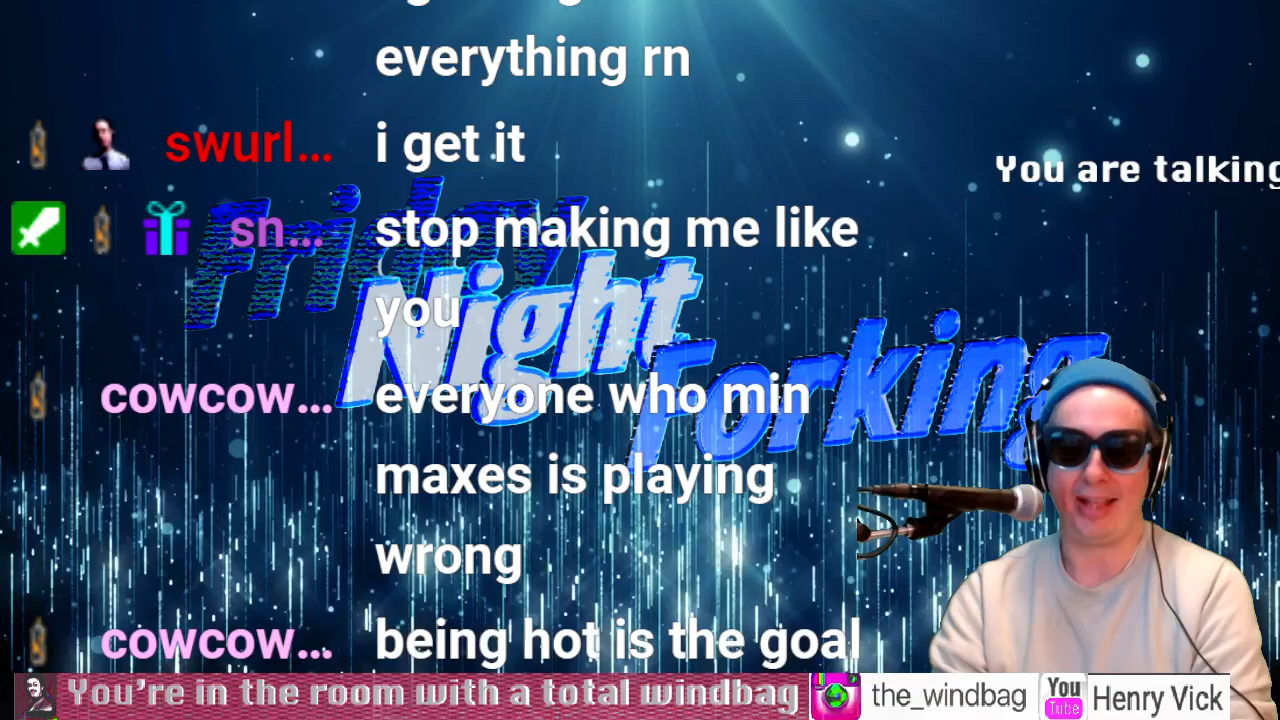 everything rn
swurl... i get it
You are talking
sn... stop making me like
you
Friday
Night
Forking
cowcow... everyone who min
maxes is playing
wrong
cowcow... being hot is the goal
You're in the room with a total windbag
the_windbag
You
Tube
Henry Vick